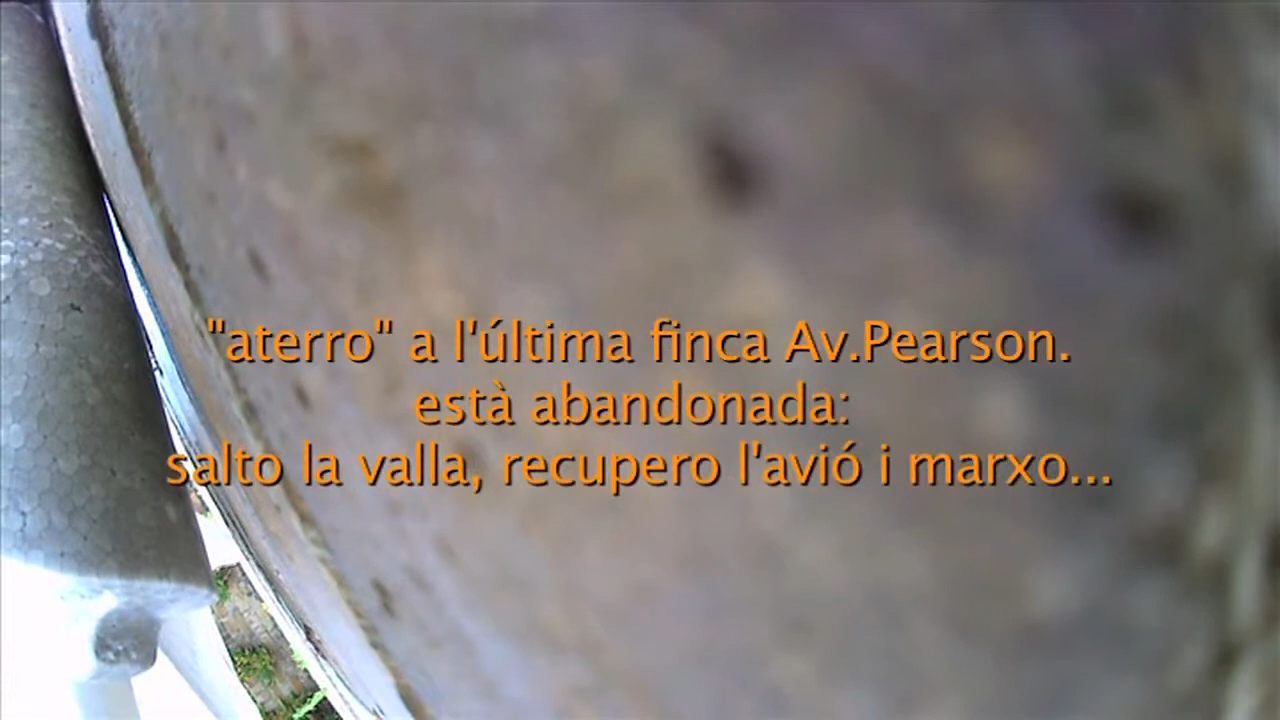 "aterro" a l'última finca Av.Pearson.
està abandonada:
salto la valla, recupero l'avió i marxo...